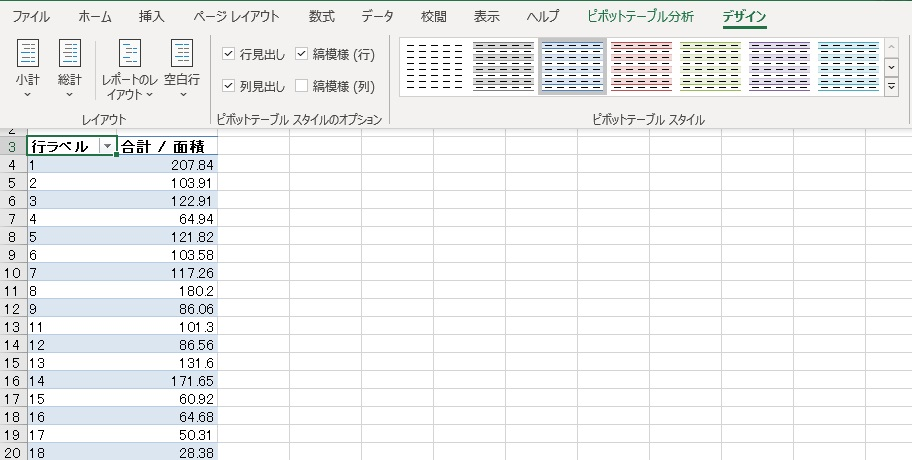 ファイル ホーム 挿入 ページ レイアウト 数式 データ 校閲 表示 ヘルプ ピボットテーブル分析 デザイン
小計 総計 レポートのレイアウト 空白行
レイアウト
行見出し 縞模様 (行)
列見出し 縞模様 (列)
ピボットテーブル スタイルのオプション
ピボットテーブル スタイル
2
3 行ラベル 合計 / 面積
4 1 207.84
5 2 103.91
6 3 122.91
7 4 64.94
8 5 121.82
9 6 103.58
10 7 117.26
11 8 180.2
12 9 86.06
13 11 101.3
14 12 86.56
15 13 131.6
16 14 171.65
17 15 60.92
18 16 64.68
19 17 50.31
20 18 28.38